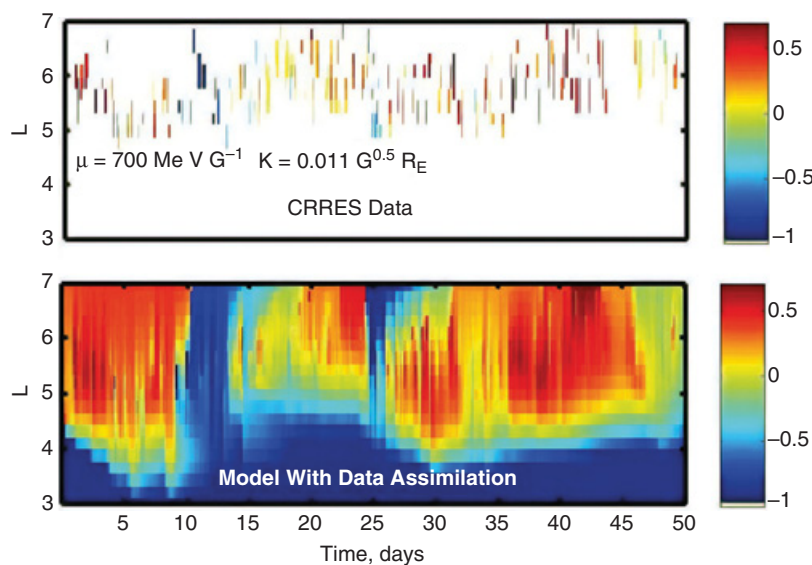 7
6
5
4
3
L
μ = 700 Me V G⁻¹ K = 0.011 G^0.5 R_E
CRRES Data
0.5
0
−0.5
−1
7
6
5
4
3
L
Model With Data Assimilation
5 10 15 20 25 30 35 40 45 50
Time, days
0.5
0
−0.5
−1